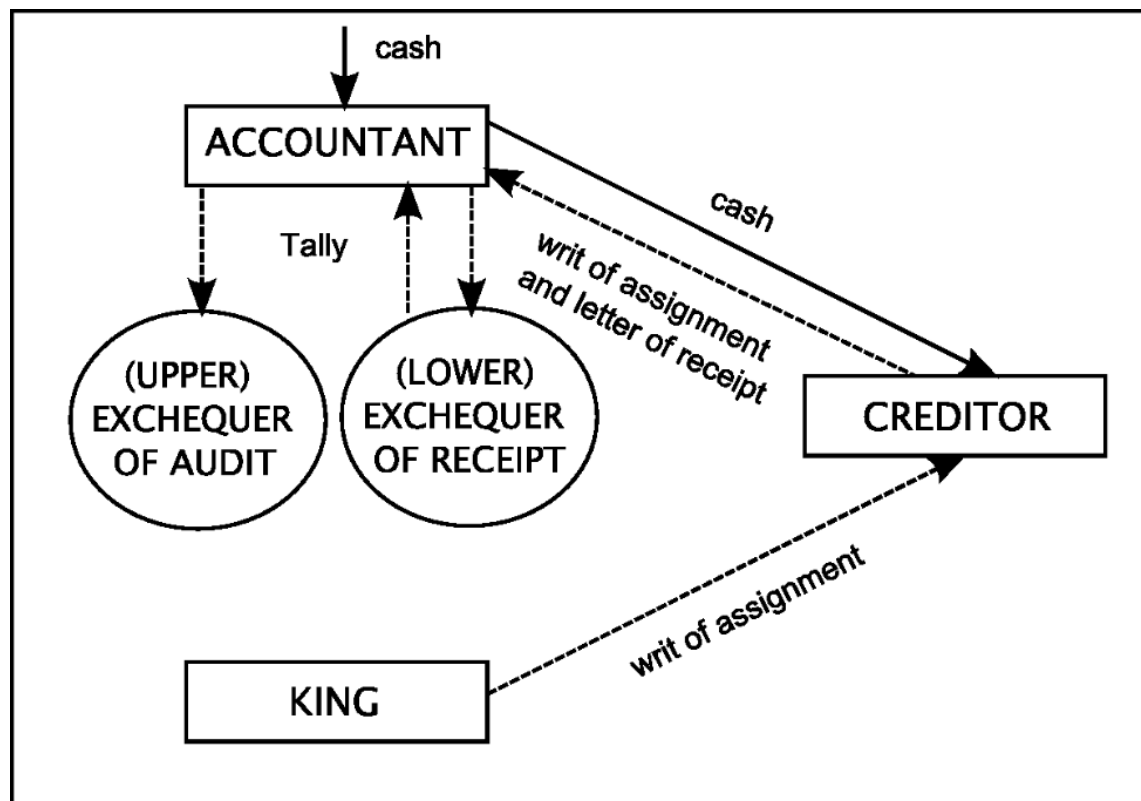 cash
ACCOUNTANT
cash
Tally
writ of assignment
and letter of receipt
(UPPER)
EXCHEQUER
OF AUDIT
(LOWER)
EXCHEQUER
OF RECEIPT
CREDITOR
writ of assignment
KING